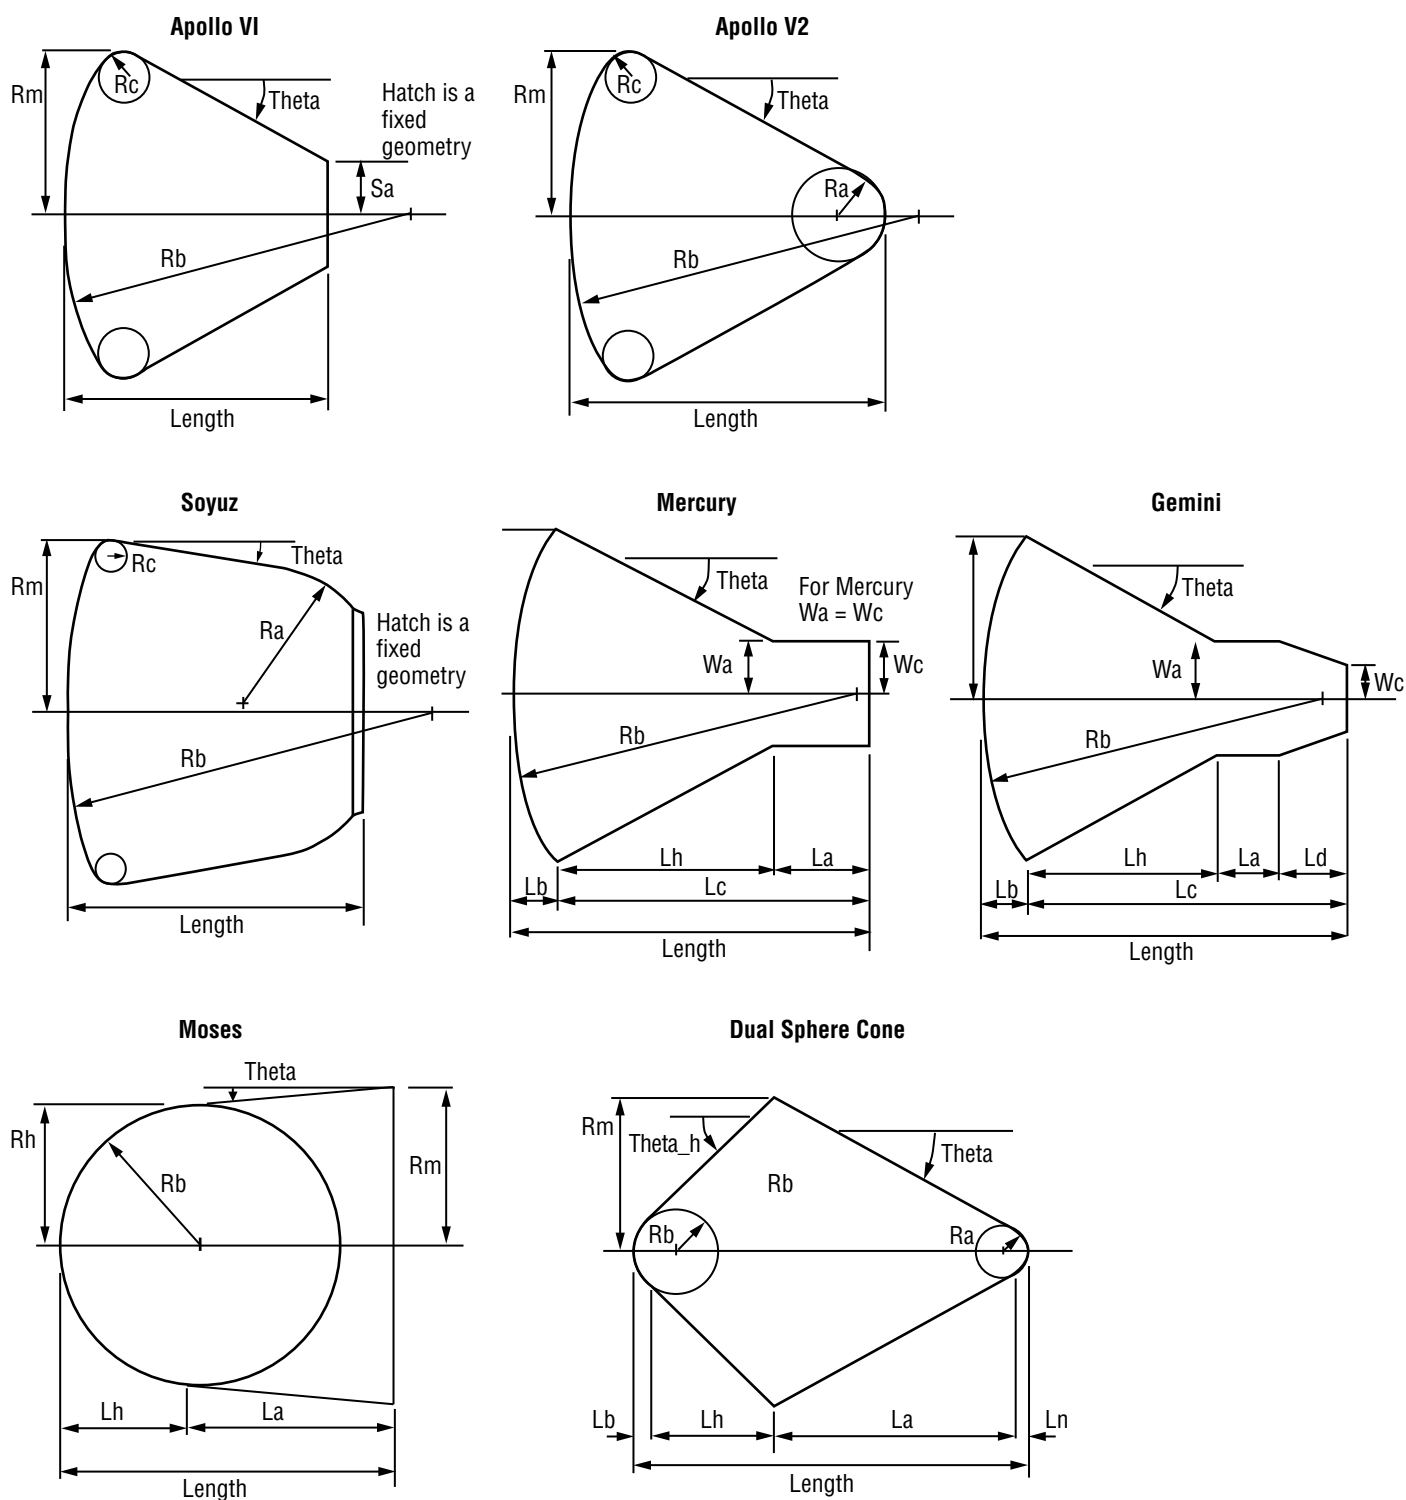 Apollo VI
Rm
Rc
Theta
Hatch is a
fixed
geometry
Sa
Rb
Length
Apollo V2
Rm
Rc
Theta
Ra
Rb
Length
Soyuz
Rm
Rc
Theta
Ra
Hatch is a
fixed
geometry
Rb
Length
Mercury
Theta
For Mercury
Wa = Wc
Wa
Wc
Rb
Lh
La
Lb
Lc
Length
Gemini
Theta
Wa
Wc
Rb
Lh
La
Ld
Lb
Lc
Length
Moses
Theta
Rh
Rb
Rm
Lh
La
Length
Dual Sphere Cone
Rm
Theta_h
Theta
Rb
Rb
Ra
Lb
Lh
La
Ln
Length